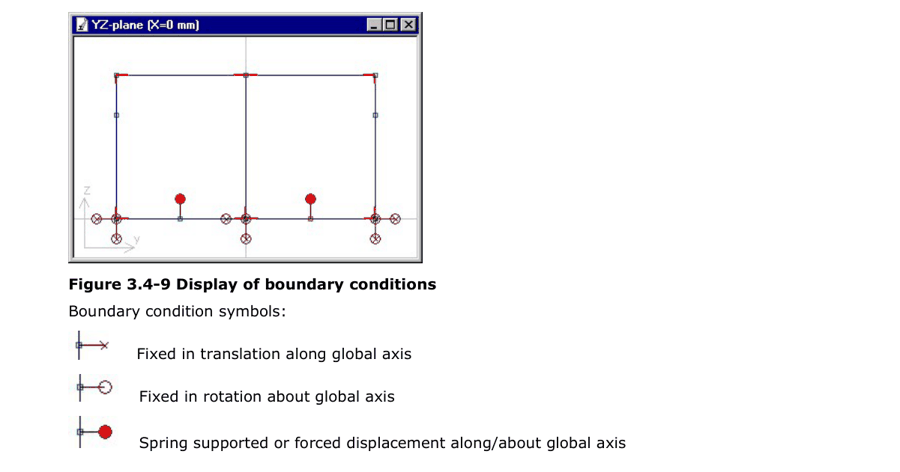 YZ-plane (X=0 mm)
Z
Y
Figure 3.4-9 Display of boundary conditions
Boundary condition symbols:
Fixed in translation along global axis
Fixed in rotation about global axis
Spring supported or forced displacement along/about global axis